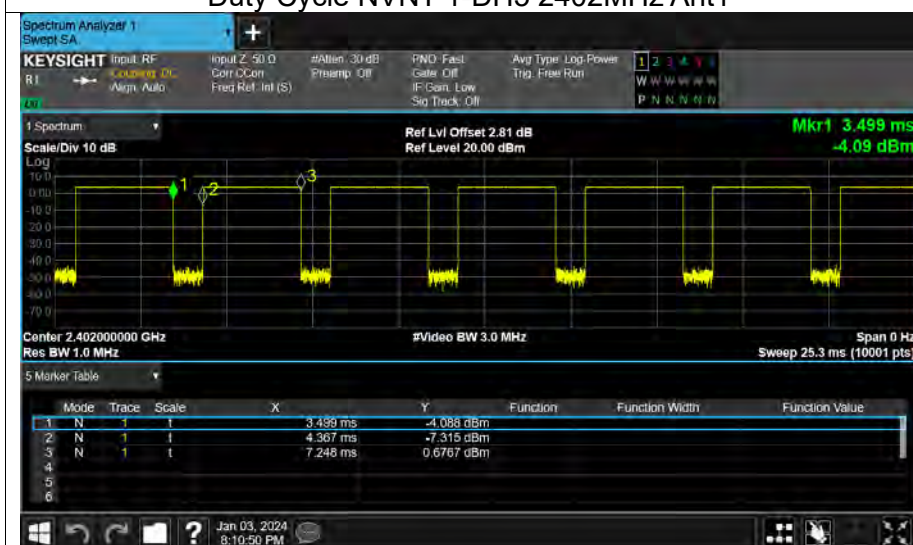 Duty Cycle NVNT 1-DH5 2402MHz Ant1
Spectrum Analyzer 1
Swept SA
+
KEYSIGHT Input: RF
R L
Coupling: DC
Align: Auto
Input Z: 50 Ω
Corr CCorr
Freq Ref: Int (S)
#Atten: 30 dB
Preamp: Off
PNO: Fast
Gate: Off
IF Gain: Low
Sig Track: Off
Avg Type: Log-Power
Trig: Free Run
1 2 3 4 5 6
W W W W W W
P N N N N N
1 Spectrum
Scale/Div 10 dB
Ref Lvl Offset 2.81 dB
Ref Level 20.00 dBm
Mkr1 3.499 ms
-4.09 dBm
Log
10.0
0.00
-10.0
-20.0
-30.0
-40.0
-50.0
-60.0
-70.0
1
2
3
Center 2.402000000 GHz
Res BW 1.0 MHz
#Video BW 3.0 MHz
Span 0 Hz
Sweep 25.3 ms (10001 pts)
5 Marker Table
Mode Trace Scale X Y Function Function Width Function Value
1 N 1 t 3.499 ms -4.088 dBm
2 N 1 t 4.367 ms -7.315 dBm
3 N 1 t 7.248 ms 0.6767 dBm
4
5
6
?
Jan 03, 2024
8:10:50 PM